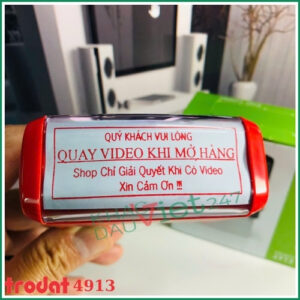 QUÝ KHÁCH VUI LÒNG
QUAY VIDEO KHI MỞ HÀNG
Shop Chỉ Giải Quyết Khi Có Video
Xin Cảm Ơn !!!
trodat 4913